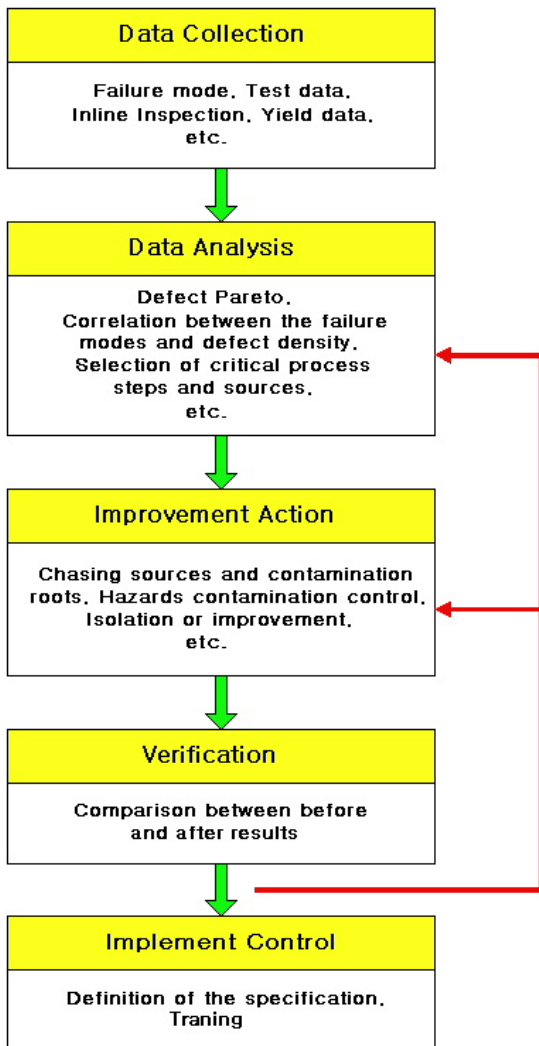 Data Collection
Failure mode, Test data,
Inline Inspection, Yield data,
etc.
Data Analysis
Defect Pareto,
Correlation between the failure
modes and defect density,
Selection of critical process
steps and sources,
etc.
Improvement Action
Chasing sources and contamination
roots, Hazards contamination control,
Isolation or improvement,
etc.
Verification
Comparison between before
and after results
Implement Control
Definition of the specification,
Traning